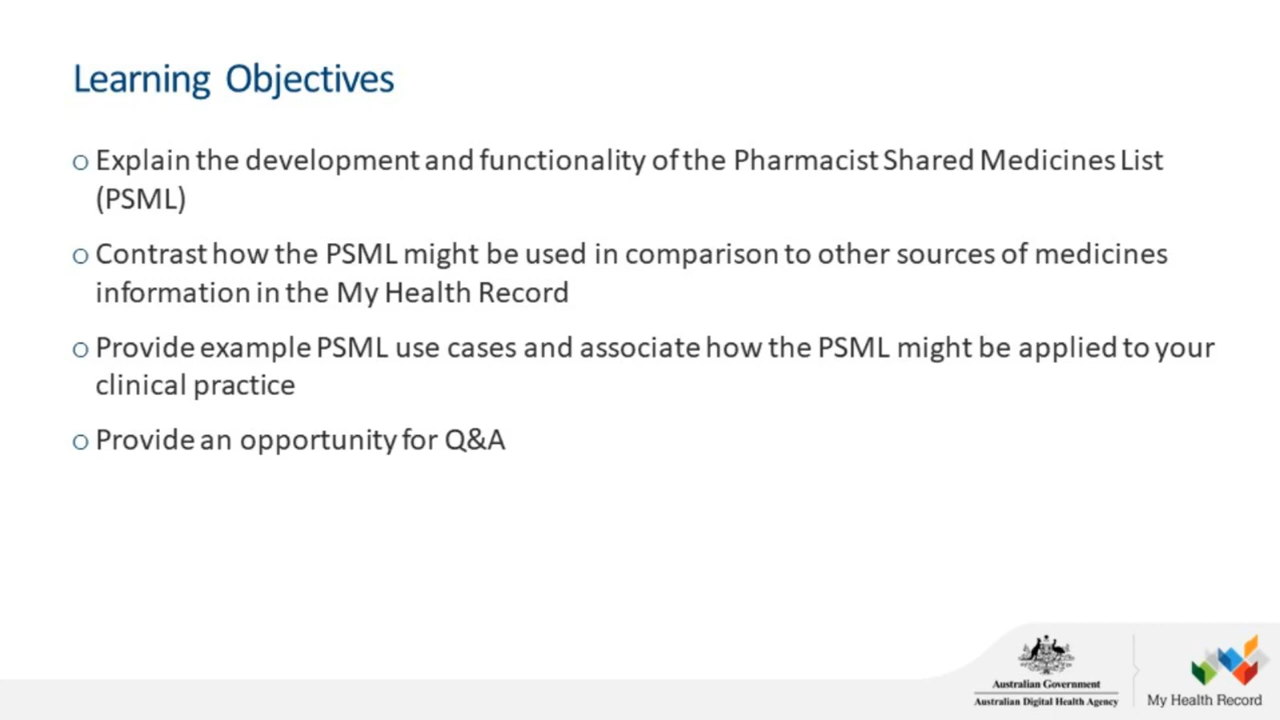 Learning Objectives
o Explain the development and functionality of the Pharmacist Shared Medicines List
(PSML)
o Contrast how the PSML might be used in comparison to other sources of medicines
information in the My Health Record
o Provide example PSML use cases and associate how the PSML might be applied to your
clinical practice
o Provide an opportunity for Q&A
Australian Government
Australian Digital Health Agency
My Health Record